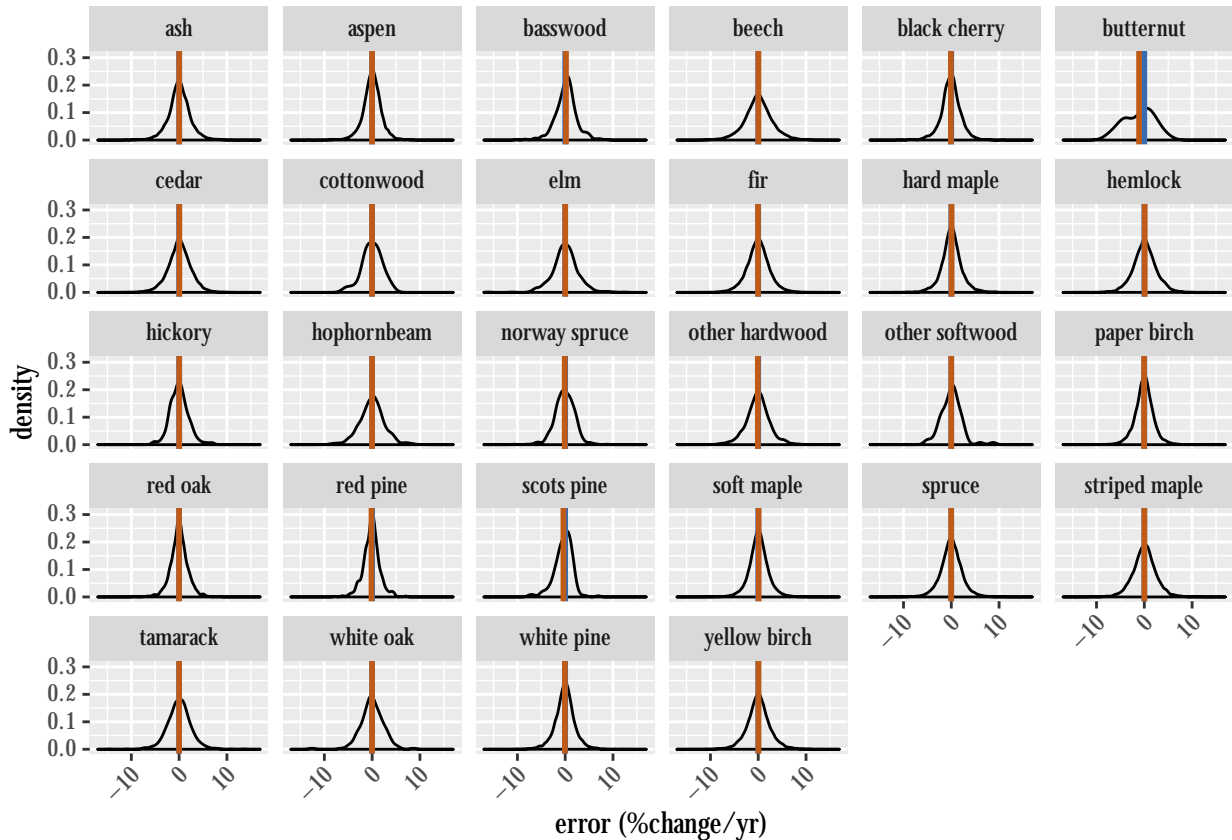 ash aspen basswood beech black cherry butternut
0.3
0.2
0.1
0.0
cedar cottonwood elm fir hard maple hemlock
0.3
0.2
0.1
0.0
hickory hophornbeam norway spruce other hardwood other softwood paper birch
0.3
0.2
0.1
0.0
density
red oak red pine scots pine soft maple spruce striped maple
0.3
0.2
0.1
0.0
−10 0 10 −10 0 10
tamarack white oak white pine yellow birch
0.3
0.2
0.1
0.0
−10 0 10 −10 0 10 −10 0 10 −10 0 10
error (%change/yr)